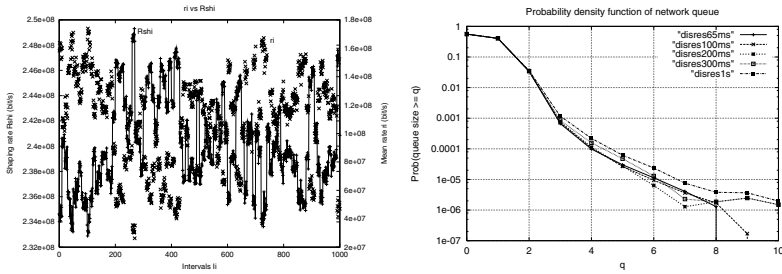 ri vs Rshi
2.5e+08
2.48e+08
2.46e+08
2.44e+08
2.42e+08
2.4e+08
2.38e+08
2.36e+08
2.34e+08
2.32e+08
Shaping rate Rshi (bit/s)
Rshi
ri
1.8e+08
1.6e+08
1.4e+08
1.2e+08
1e+08
8e+07
6e+07
4e+07
2e+07
Mean rate ri (bit/s)
0 200 400 600 800 1000
Intervals Ii
Probability density function of network queue
1
0.1
0.01
0.001
0.0001
1e-05
1e-06
1e-07
Prob(queue size >= q)
"disres65ms"
"disres100ms"
"disres200ms"
"disres300ms"
"disres1s"
0 2 4 6 8 10
q